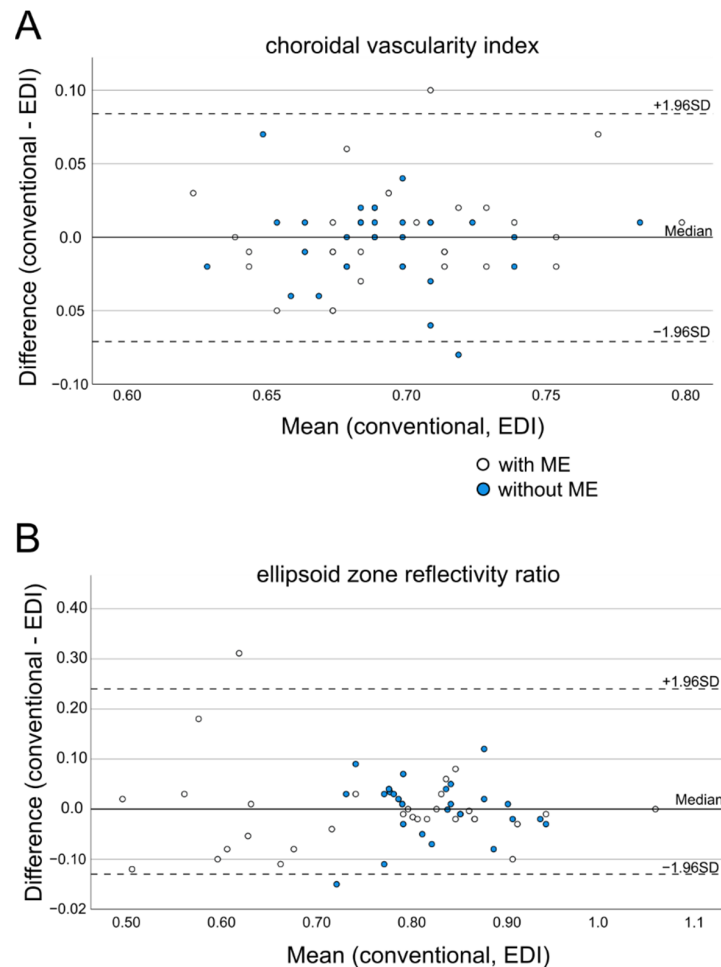 A
choroidal vascularity index
Difference (conventional - EDI)
0.10
+1.96SD
0.05
0.0
Median
0.05
−1.96SD
−0.10
0.60 0.65 0.70 0.75 0.80
Mean (conventional, EDI)
with ME
without ME
B
ellipsoid zone reflectivity ratio
Difference (conventional - EDI)
0.40
0.30
+1.96SD
0.20
0.10
0.0
Median
−0.10
−1.96SD
−0.02
0.50 0.60 0.70 0.80 0.90 1.0 1.1
Mean (conventional, EDI)